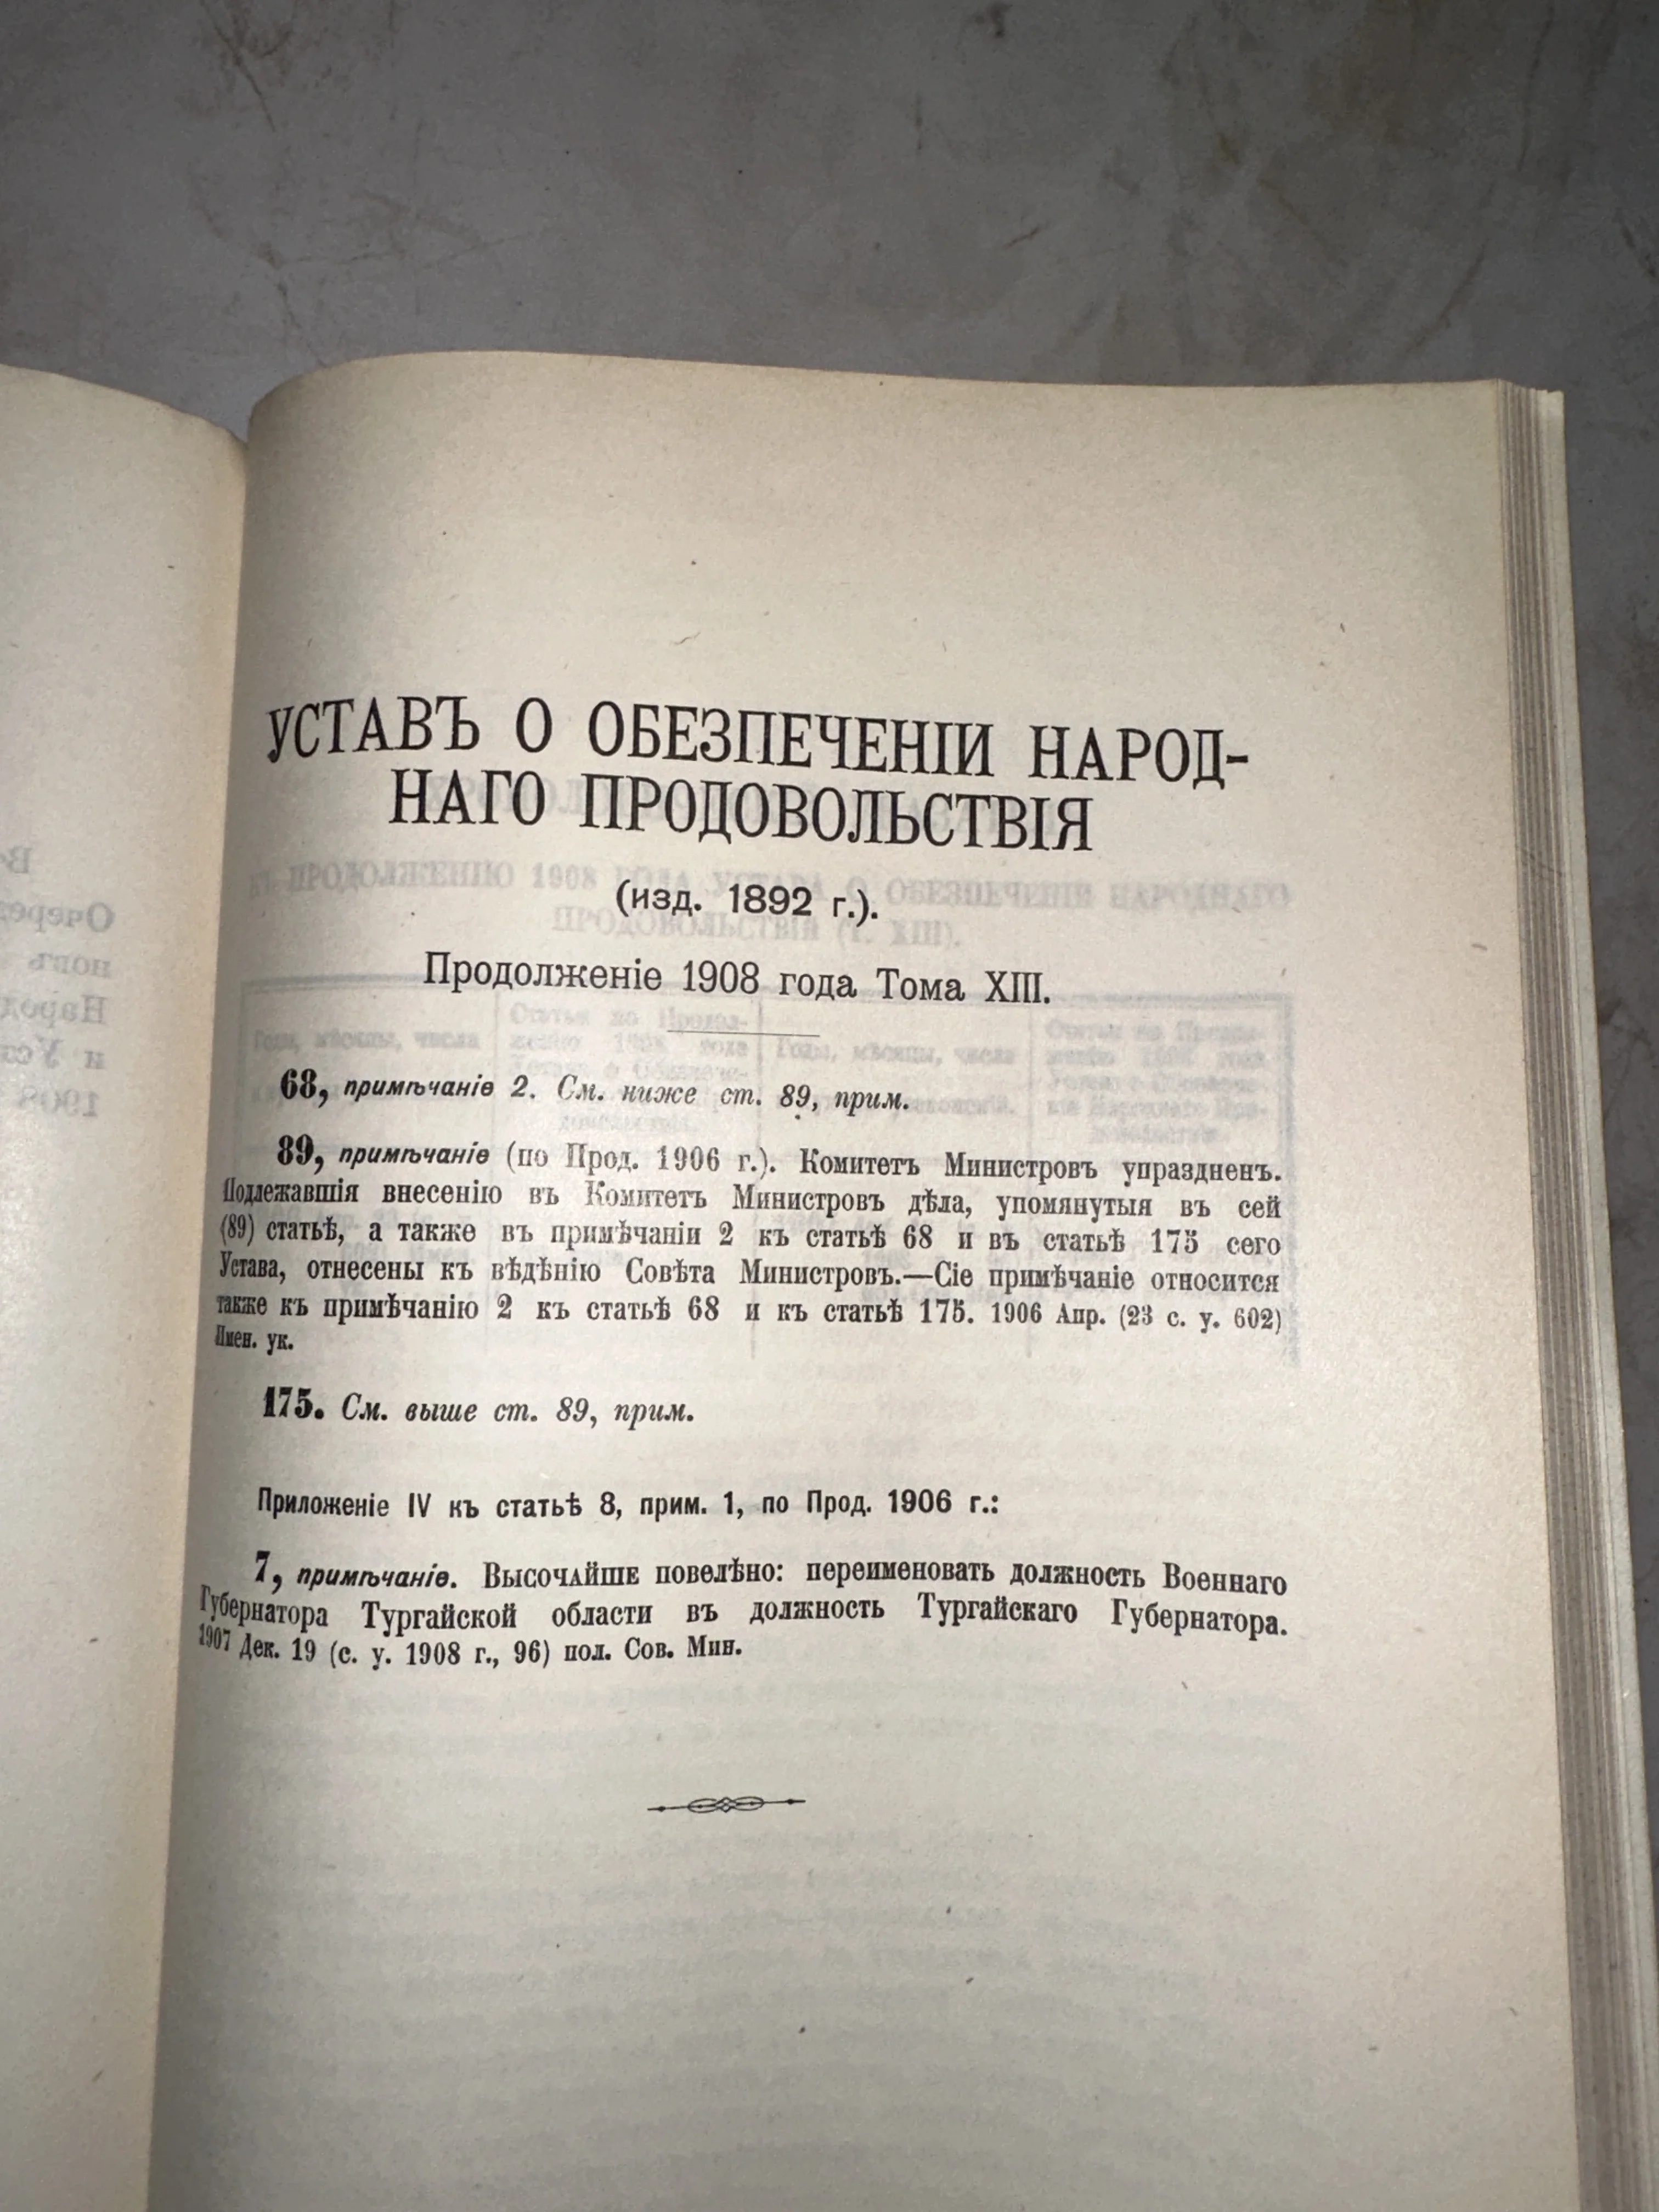 УСТАВЪ О ОБЕЗПЕЧЕНІИ НАРОД-
НАГО ПРОДОВОЛЬСТВІЯ
(изд. 1892 г.).
Продолженіе 1908 года Тома XIII.
68, примѣчаніе 2. См. ниже ст. 89, прим.
89, примѣчаніе (по Прод. 1906 г.). Комитетъ Министровъ упраздненъ.
Подлежавшія внесенію въ Комитетъ Министровъ дѣла, упомянутыя въ сей
(89) статьѣ, а также въ примѣчаніи 2 къ статьѣ 68 и въ статьѣ 175 сего
Устава, отнесены къ вѣдѣнію Совѣта Министровъ.—Сіе примѣчаніе относится
также къ примѣчанію 2 къ статьѣ 68 и къ статьѣ 175. 1906 Апр. (23 с. у. 602)
Имен. ук.
175. См. выше ст. 89, прим.
Приложеніе IV къ статьѣ 8, прим. 1, по Прод. 1906 г.:
7, примѣчаніе. Высочайше повелѣно: переименовать должность Военнаго
Губернатора Тургайской области въ должность Тургайскаго Губернатора.
1907 Дек. 19 (с. у. 1908 г., 96) пол. Сов. Мин.